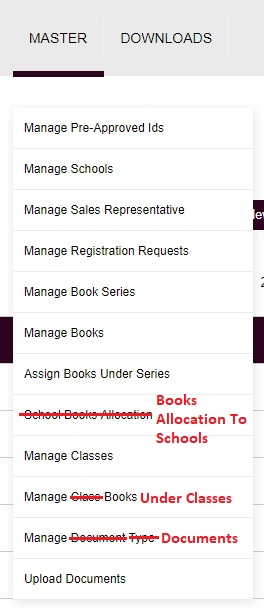 MASTER DOWNLOADS
Manage Pre-Approved Ids
Manage Schools
Manage Sales Representative
Manage Registration Requests
Manage Book Series
Manage Books
Assign Books Under Series
School Books Allocation Books
Allocation To
Schools
Manage Classes
Manage Class Books Under Classes
Manage Document Type Documents
Upload Documents